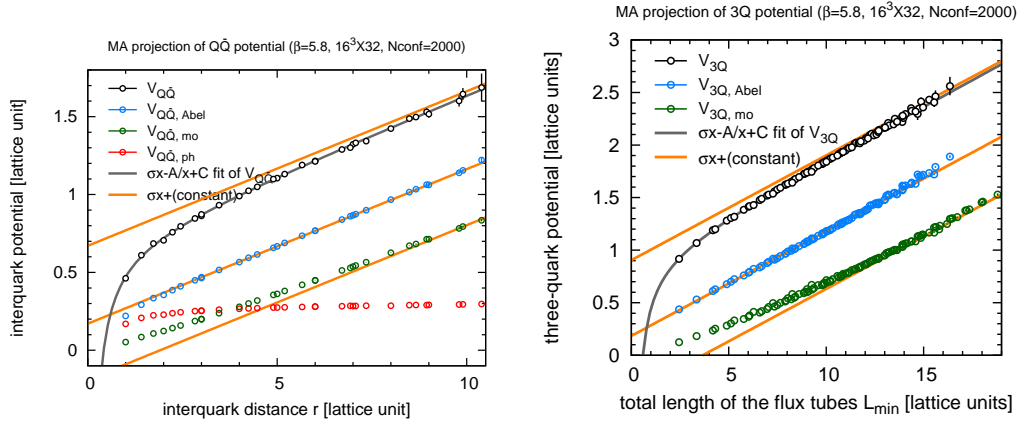 MA projection of QQ̄ potential (β=5.8, 16³X32, Nconf=2000)
interquark potential [lattice unit]
1.5
1
0.5
0
V_QQ̄
V_QQ̄, Abel
V_QQ̄, mo
V_QQ̄, ph
σx-A/x+C fit of V_QQ̄
σx+(constant)
0 5 10
interquark distance r [lattice unit]
MA projection of 3Q potential (β=5.8, 16³X32, Nconf=2000)
three-quark potential [lattice units]
3
2.5
2
1.5
1
0.5
0
V_3Q
V_3Q, Abel
V_3Q, mo
σx-A/x+C fit of V_3Q
σx+(constant)
0 5 10 15
total length of the flux tubes L_min [lattice units]